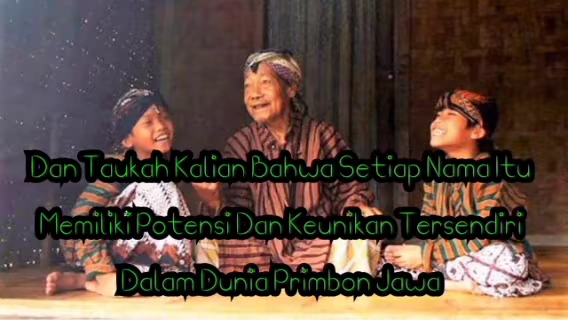 Dan Taukah Kalian Bahwa Setiap Nama Itu
Memiliki Potensi Dan Keunikan Tersendiri
Dalam Dunia Primbon Jawa